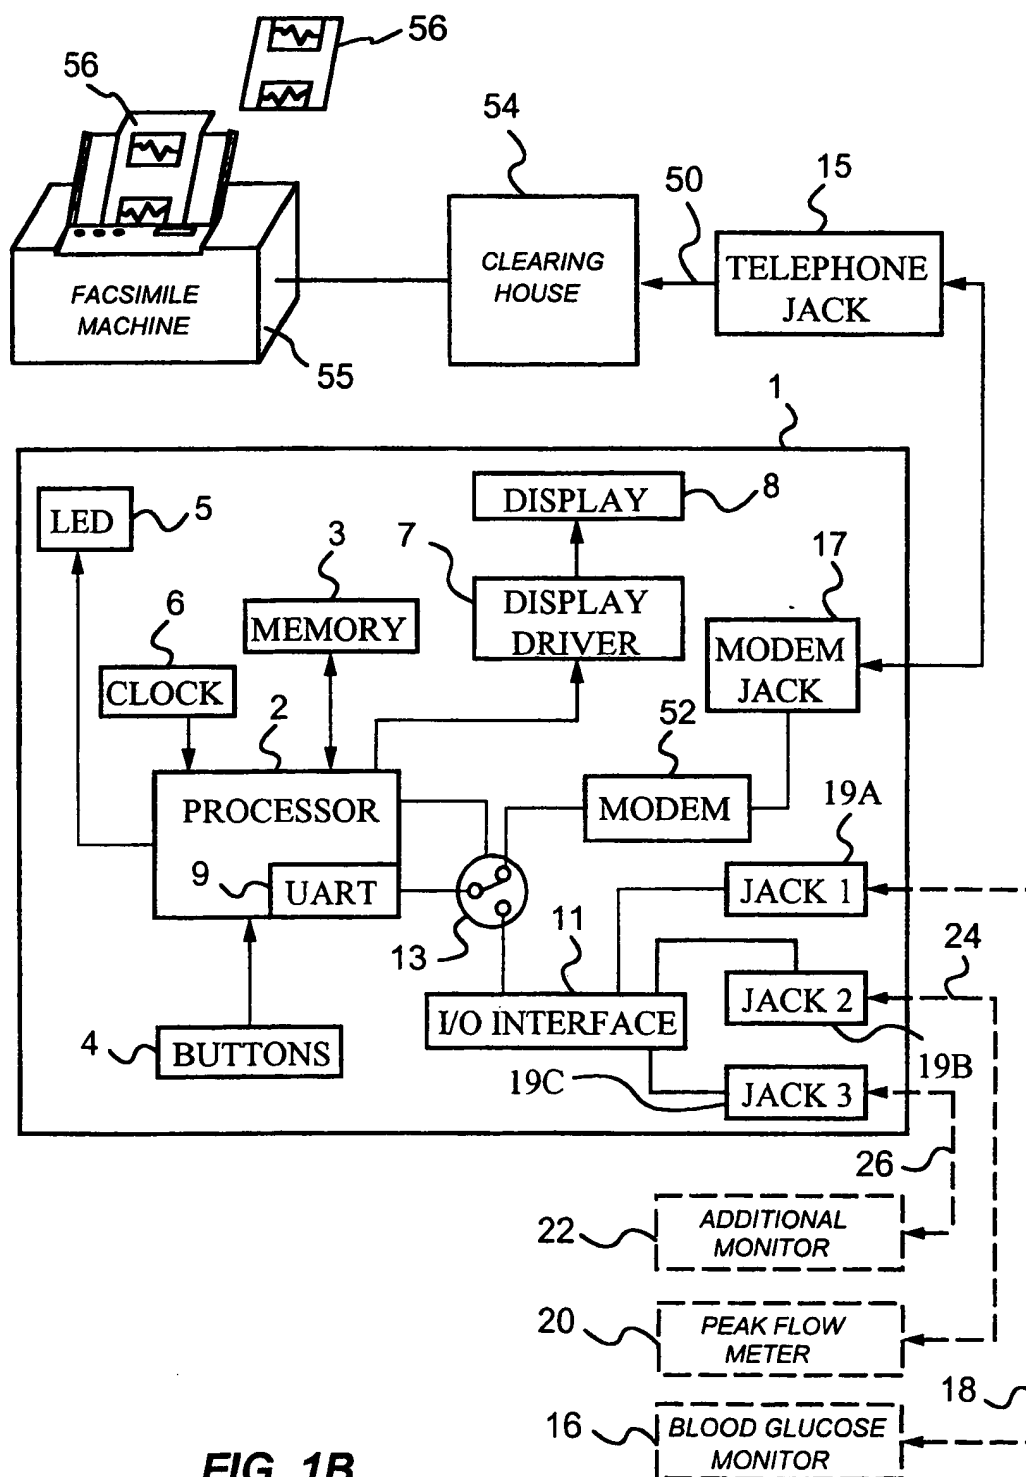 56
56
54
50
15
CLEARING
HOUSE
TELEPHONE
JACK
FACSIMILE
MACHINE
55
1
LED
5
DISPLAY
8
3
7
17
MEMORY
DISPLAY
DRIVER
6
MODEM
JACK
CLOCK
2
52
PROCESSOR
MODEM
19A
9
UART
JACK 1
13
11
24
JACK 2
I/O INTERFACE
4
BUTTONS
19C
19B
JACK 3
26
22
ADDITIONAL
MONITOR
20
PEAK FLOW
METER
18
16
BLOOD GLUCOSE
MONITOR
FIG. 1B